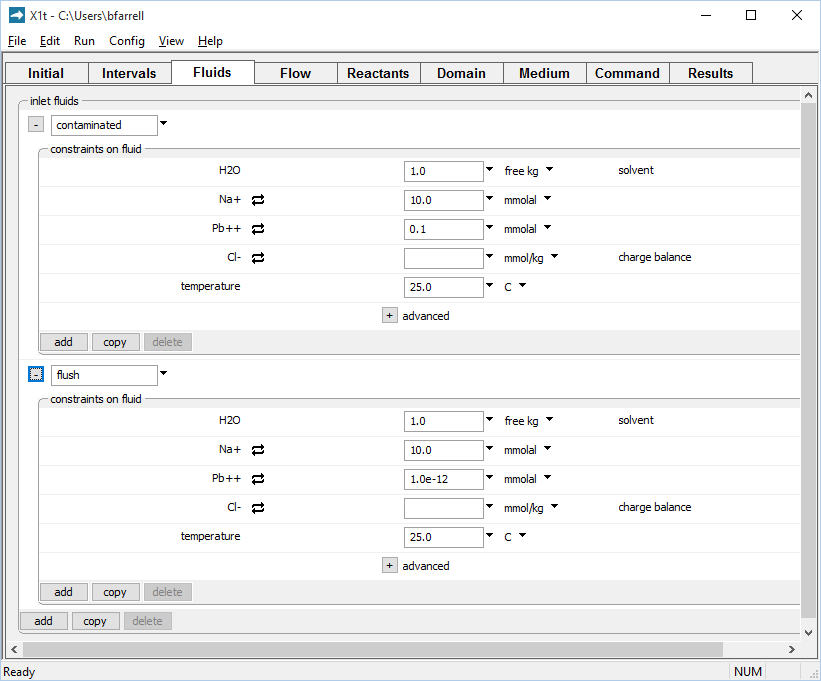 X1t - C:\Users\bfarrell
File Edit Run Config View Help
Initial Intervals Fluids Flow Reactants Domain Medium Command Results
inlet fluids
- contaminated
constraints on fluid
H2O 1.0 free kg solvent
Na+ 10.0 mmolal
Pb++ 0.1 mmolal
Cl- mmol/kg charge balance
temperature 25.0 C
+ advanced
add copy delete
- flush
constraints on fluid
H2O 1.0 free kg solvent
Na+ 10.0 mmolal
Pb++ 1.0e-12 mmolal
Cl- mmol/kg charge balance
temperature 25.0 C
+ advanced
add copy delete
add copy delete
Ready NUM